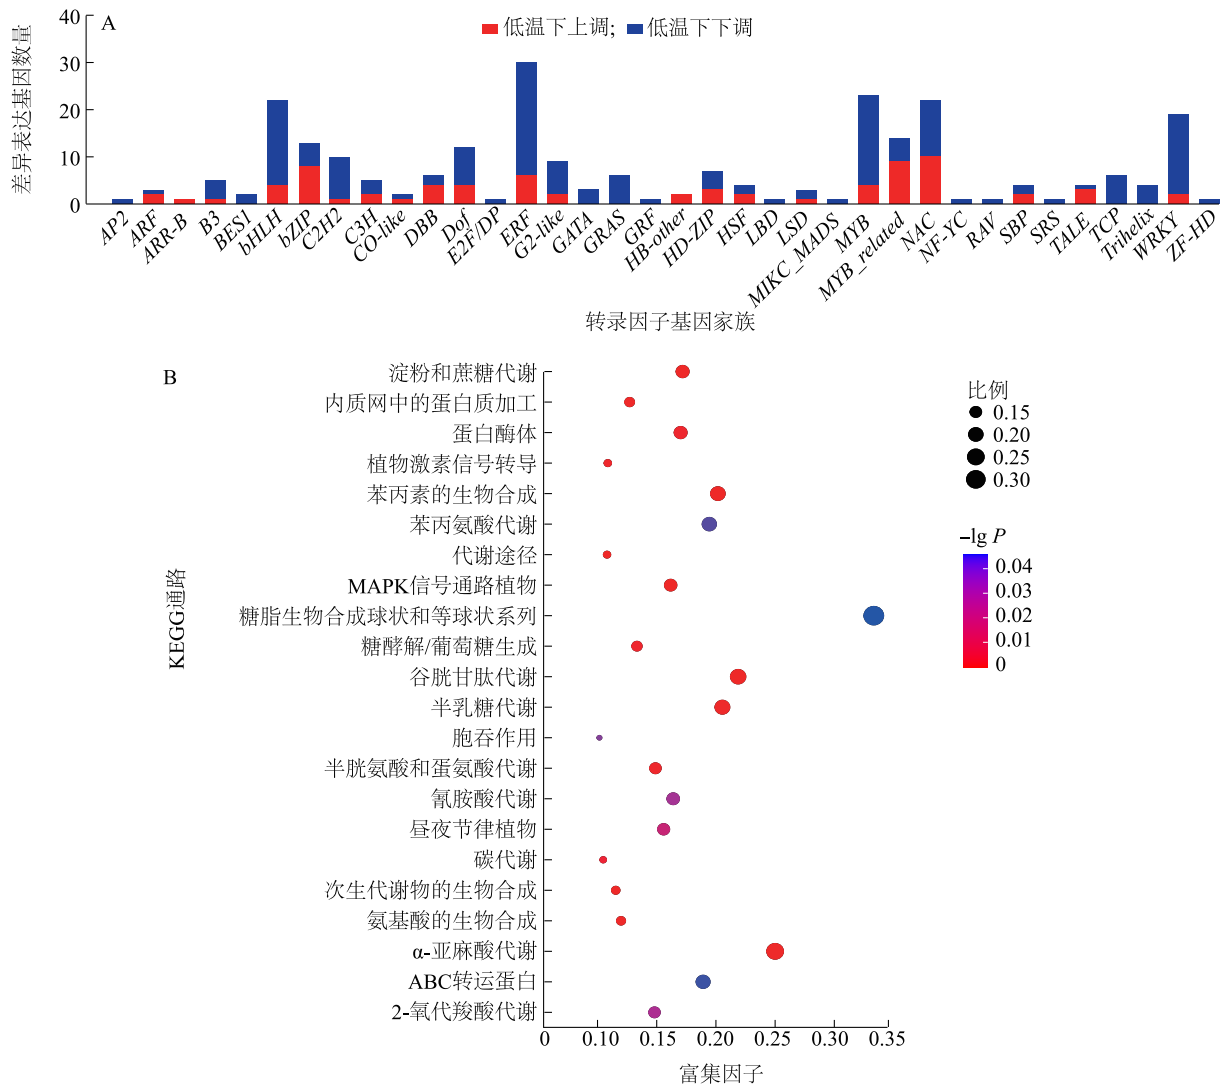 A
低温下上调; 低温下下调
差异表达基因数量
40
30
20
10
0
AP2 ARF ARR-B B3 BES1 bHLH bZIP C2H2 C3H CO-like DBB Dof E2F/DP ERF G2-like GATA GRAS GRF HB-other HD-ZIP HSF LBD LSD MIKC_MADS MYB MYB_related NAC NF-YC RAV SBP SRS TALE TCP Trihelix WRKY ZF-HD
转录因子基因家族
B
KEGG通路
淀粉和蔗糖代谢
内质网中的蛋白质加工
蛋白酶体
植物激素信号转导
苯丙素的生物合成
苯丙氨酸代谢
代谢途径
MAPK信号通路植物
糖脂生物合成球状和等球状系列
糖酵解/葡萄糖生成
谷胱甘肽代谢
半乳糖代谢
胞吞作用
半胱氨酸和蛋氨酸代谢
氰胺酸代谢
昼夜节律植物
碳代谢
次生代谢物的生物合成
氨基酸的生物合成
α-亚麻酸代谢
ABC转运蛋白
2-氧代羧酸代谢
0 0.10 0.15 0.20 0.25 0.30 0.35
富集因子
比例
0.15
0.20
0.25
0.30
–lg P
0.04
0.03
0.02
0.01
0